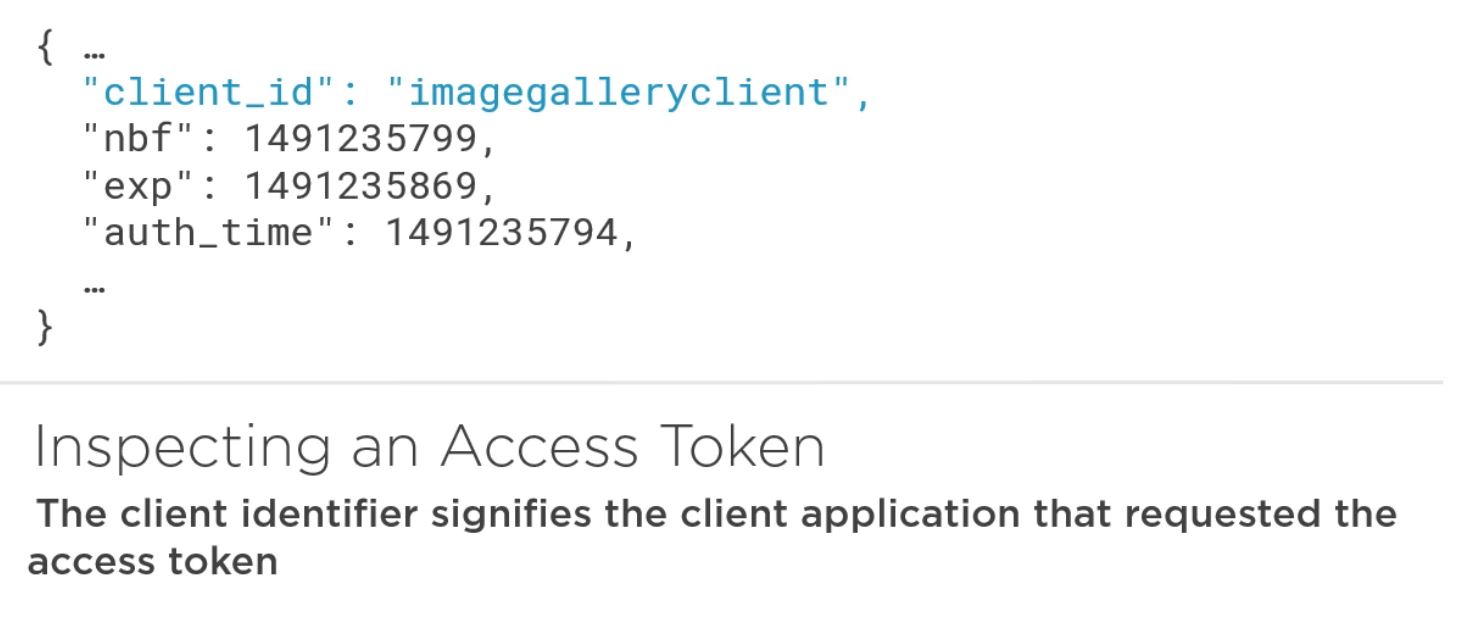 { …
"client_id": "imagegalleryclient",
"nbf": 1491235799,
"exp": 1491235869,
"auth_time": 1491235794,
…
}
Inspecting an Access Token
The client identifier signifies the client application that requested the
access token